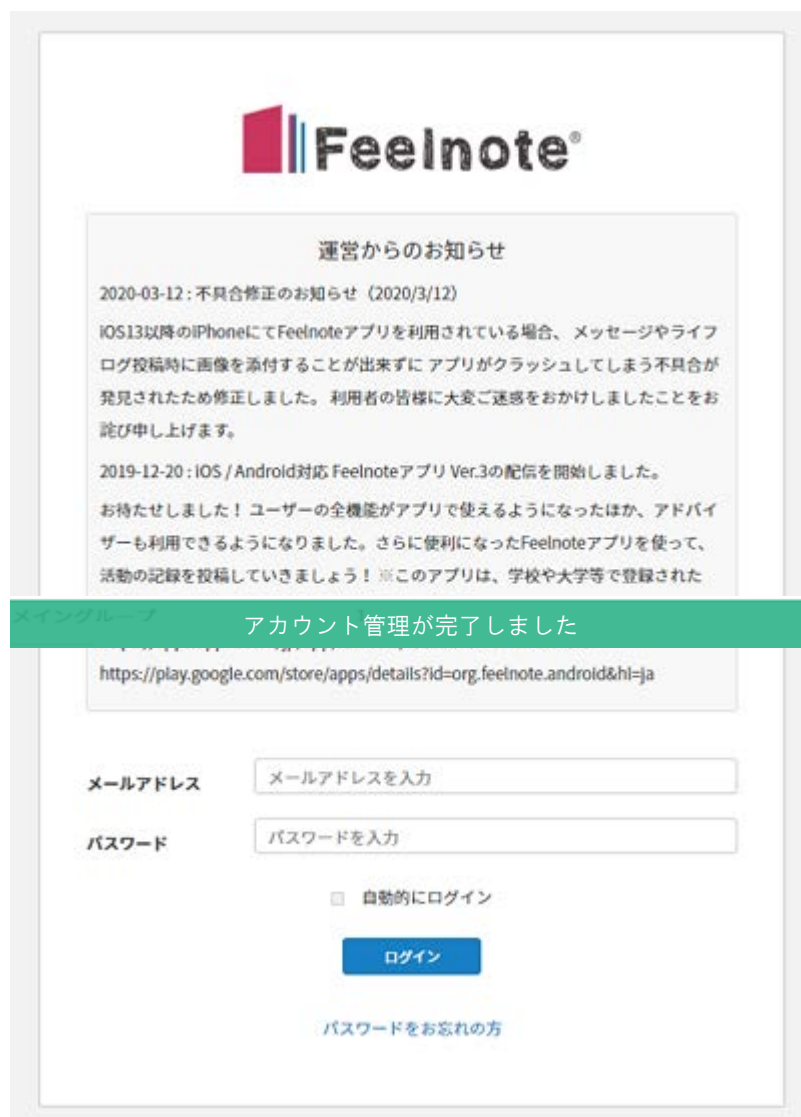 Feelnote®
運営からのお知らせ
2020-03-12 : 不具合修正のお知らせ（2020/3/12）
iOS13以降のiPhoneにてFeelnoteアプリを利用されている場合、 メッセージやライフ
ログ投稿時に画像を添付することが出来ずに アプリがクラッシュしてしまう不具合が
発見されたため修正しました。 利用者の皆様に大変ご迷惑をおかけしましたことをお
詫び申し上げます。
2019-12-20 : iOS / Android対応 Feelnoteアプリ Ver.3の配信を開始しました。
お待たせしました！ ユーザーの全機能がアプリで使えるようになったほか、アドバイ
ザーも利用できるようになりました。さらに便利になったFeelnoteアプリを使って、
活動の記録を投稿していきましょう！ ※このアプリは、学校や大学等で登録された
メイングループ
アカウント管理が完了しました
https://play.google.com/store/apps/details?id=org.feelnote.android&hl=ja
メールアドレス メールアドレスを入力
パスワード パスワードを入力
自動的にログイン
ログイン
パスワードをお忘れの方